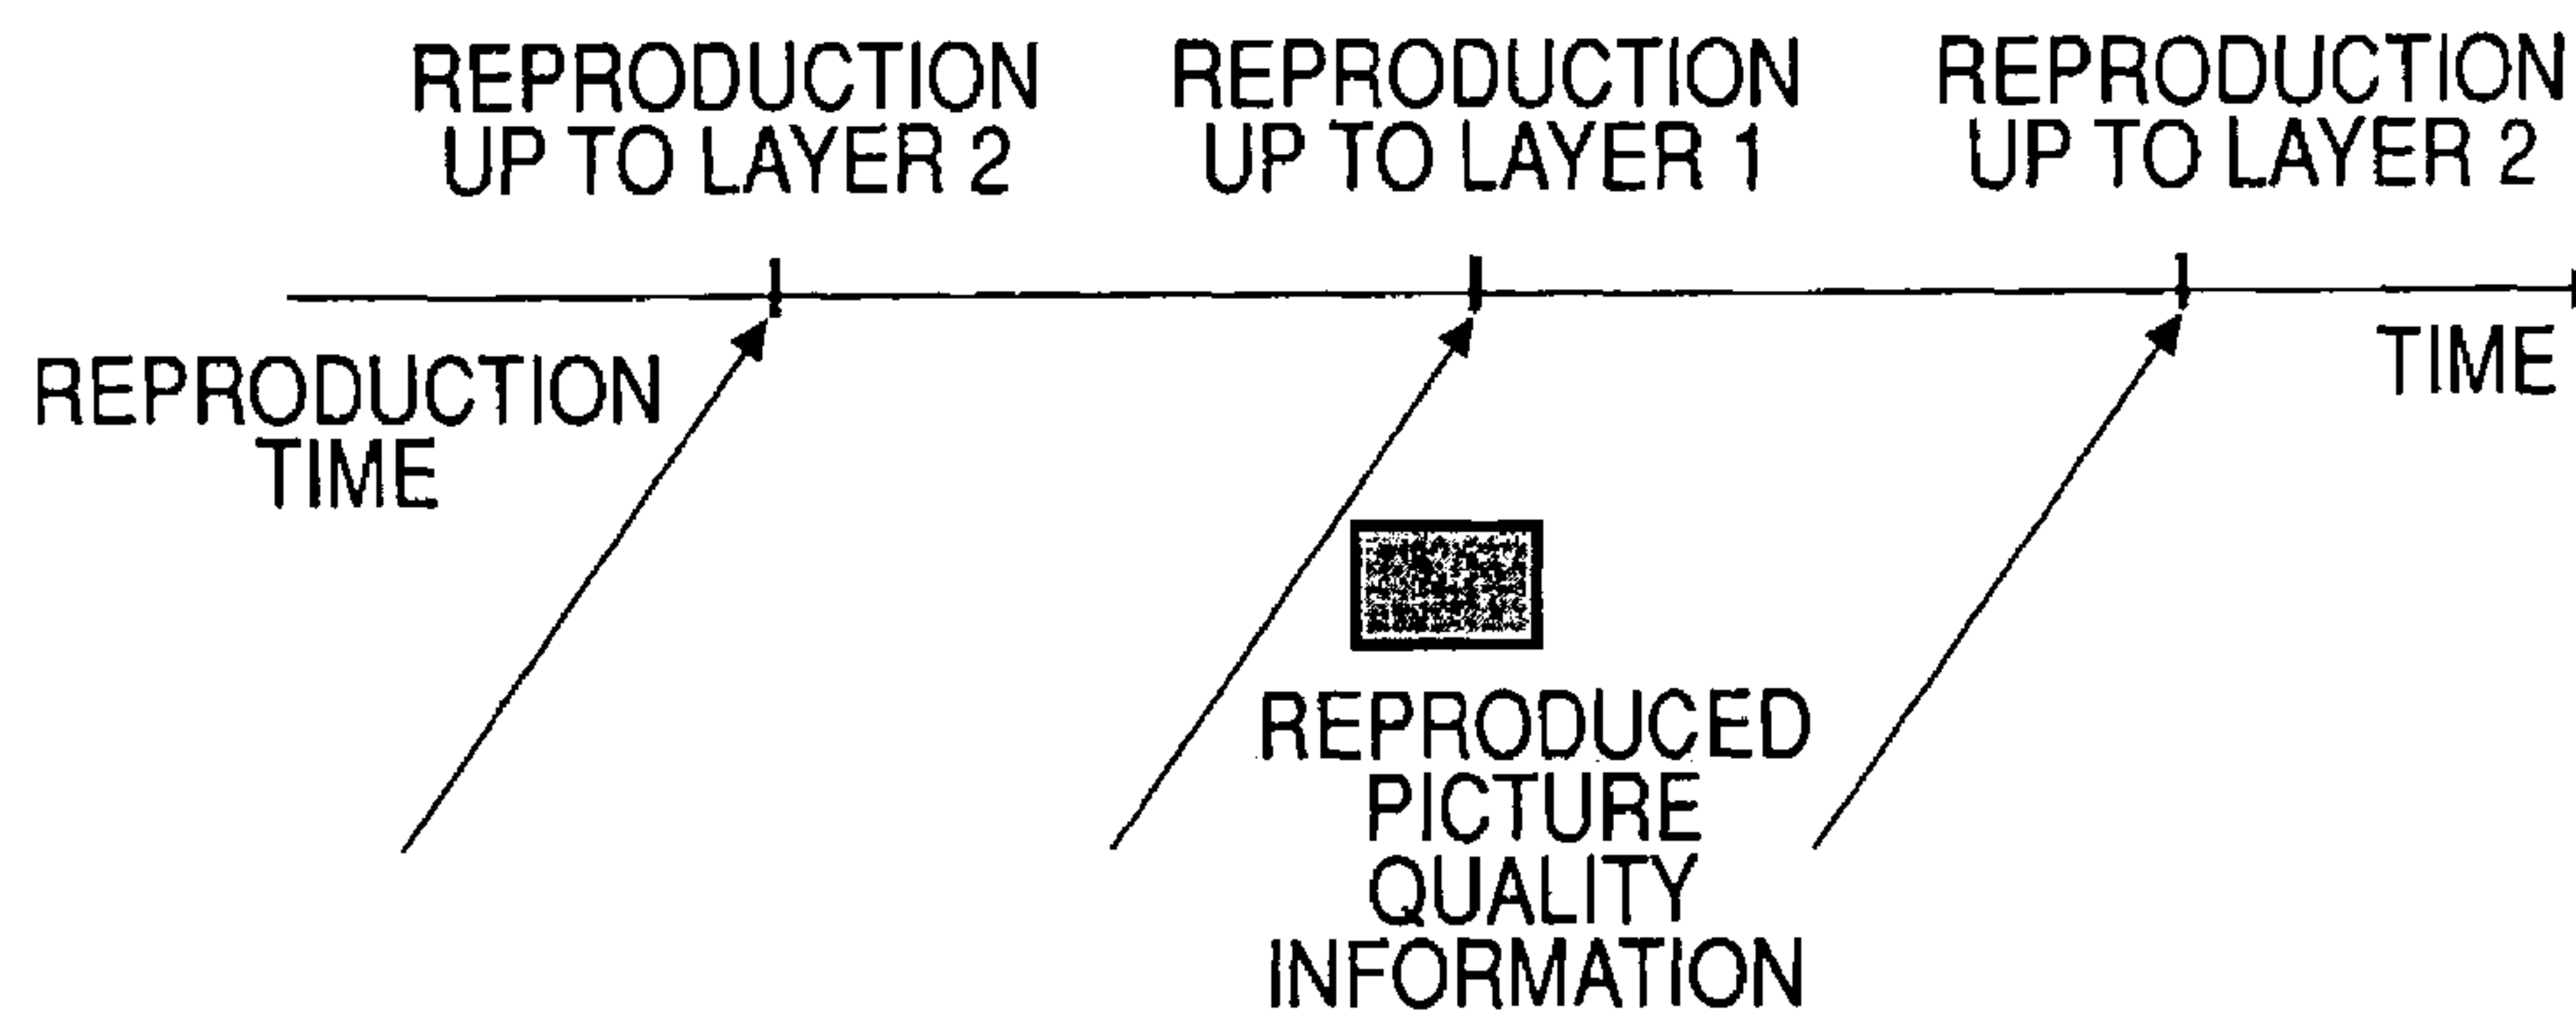 REPRODUCTION
UP TO LAYER 2
REPRODUCTION
UP TO LAYER 1
REPRODUCTION
UP TO LAYER 2
REPRODUCTION
TIME
TIME
REPRODUCED
PICTURE
QUALITY
INFORMATION